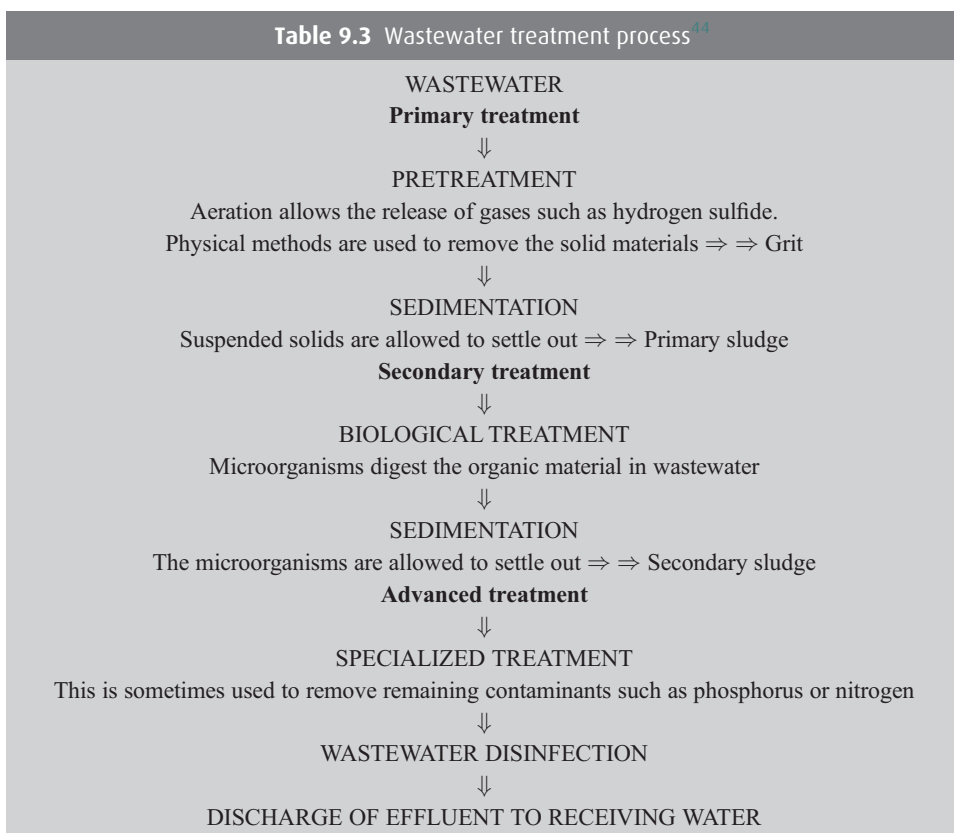 Table 9.3 Wastewater treatment process44
WASTEWATER
Primary treatment
⇓
PRETREATMENT
Aeration allows the release of gases such as hydrogen sulfide.
Physical methods are used to remove the solid materials ⇒ ⇒ Grit
⇓
SEDIMENTATION
Suspended solids are allowed to settle out ⇒ ⇒ Primary sludge
Secondary treatment
⇓
BIOLOGICAL TREATMENT
Microorganisms digest the organic material in wastewater
⇓
SEDIMENTATION
The microorganisms are allowed to settle out ⇒ ⇒ Secondary sludge
Advanced treatment
⇓
SPECIALIZED TREATMENT
This is sometimes used to remove remaining contaminants such as phosphorus or nitrogen
⇓
WASTEWATER DISINFECTION
⇓
DISCHARGE OF EFFLUENT TO RECEIVING WATER